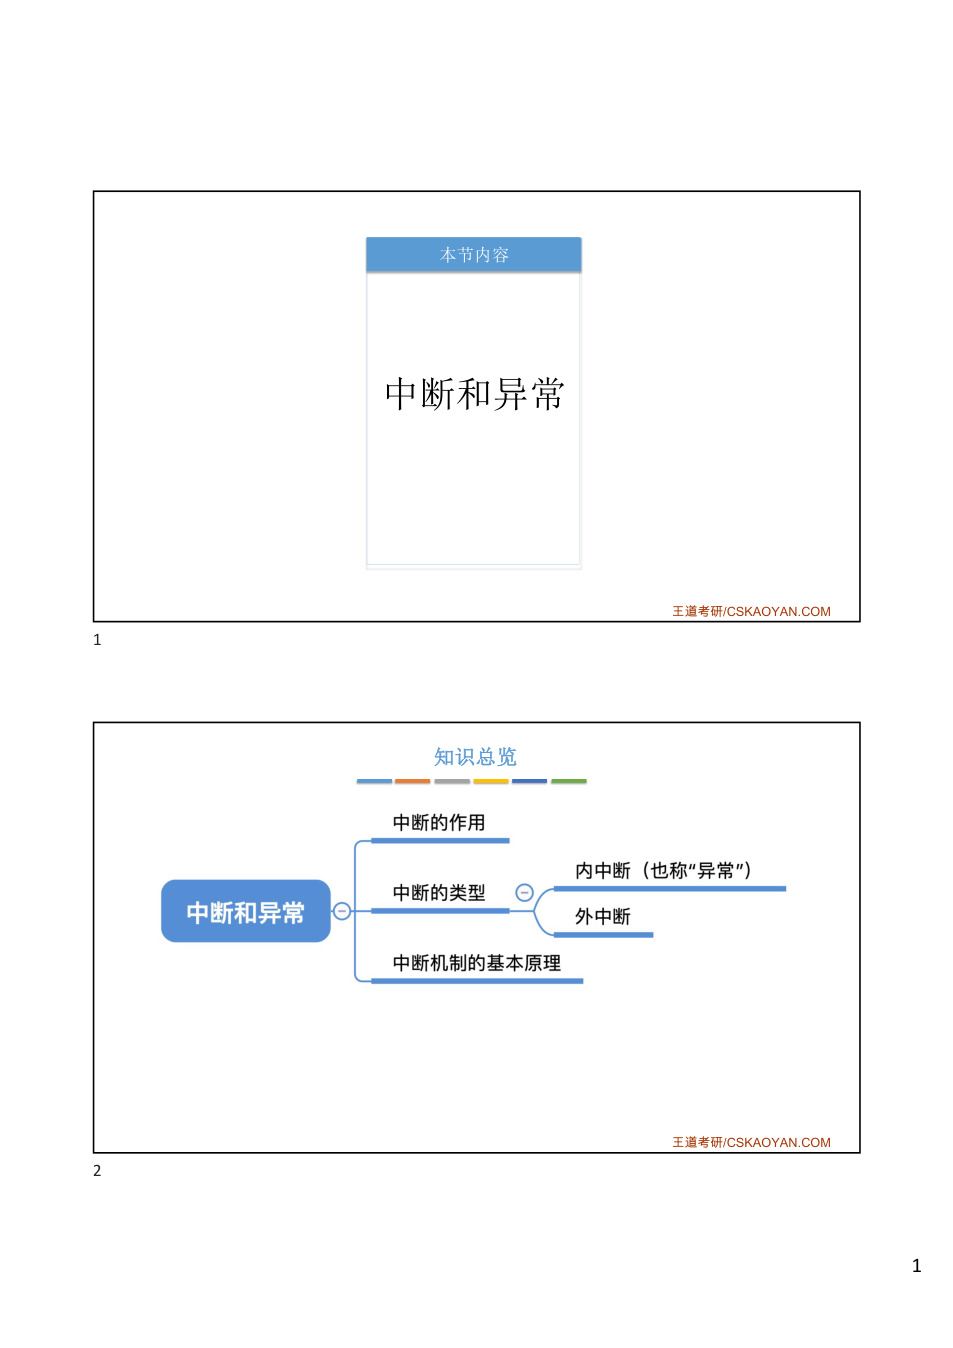 本节内容
中断和异常
王道考研/CSKAOYAN.COM
1
知识总览
中断的作用
内中断（也称“异常”）
中断的类型
外中断
中断和异常
中断机制的基本原理
王道考研/CSKAOYAN.COM
2
1